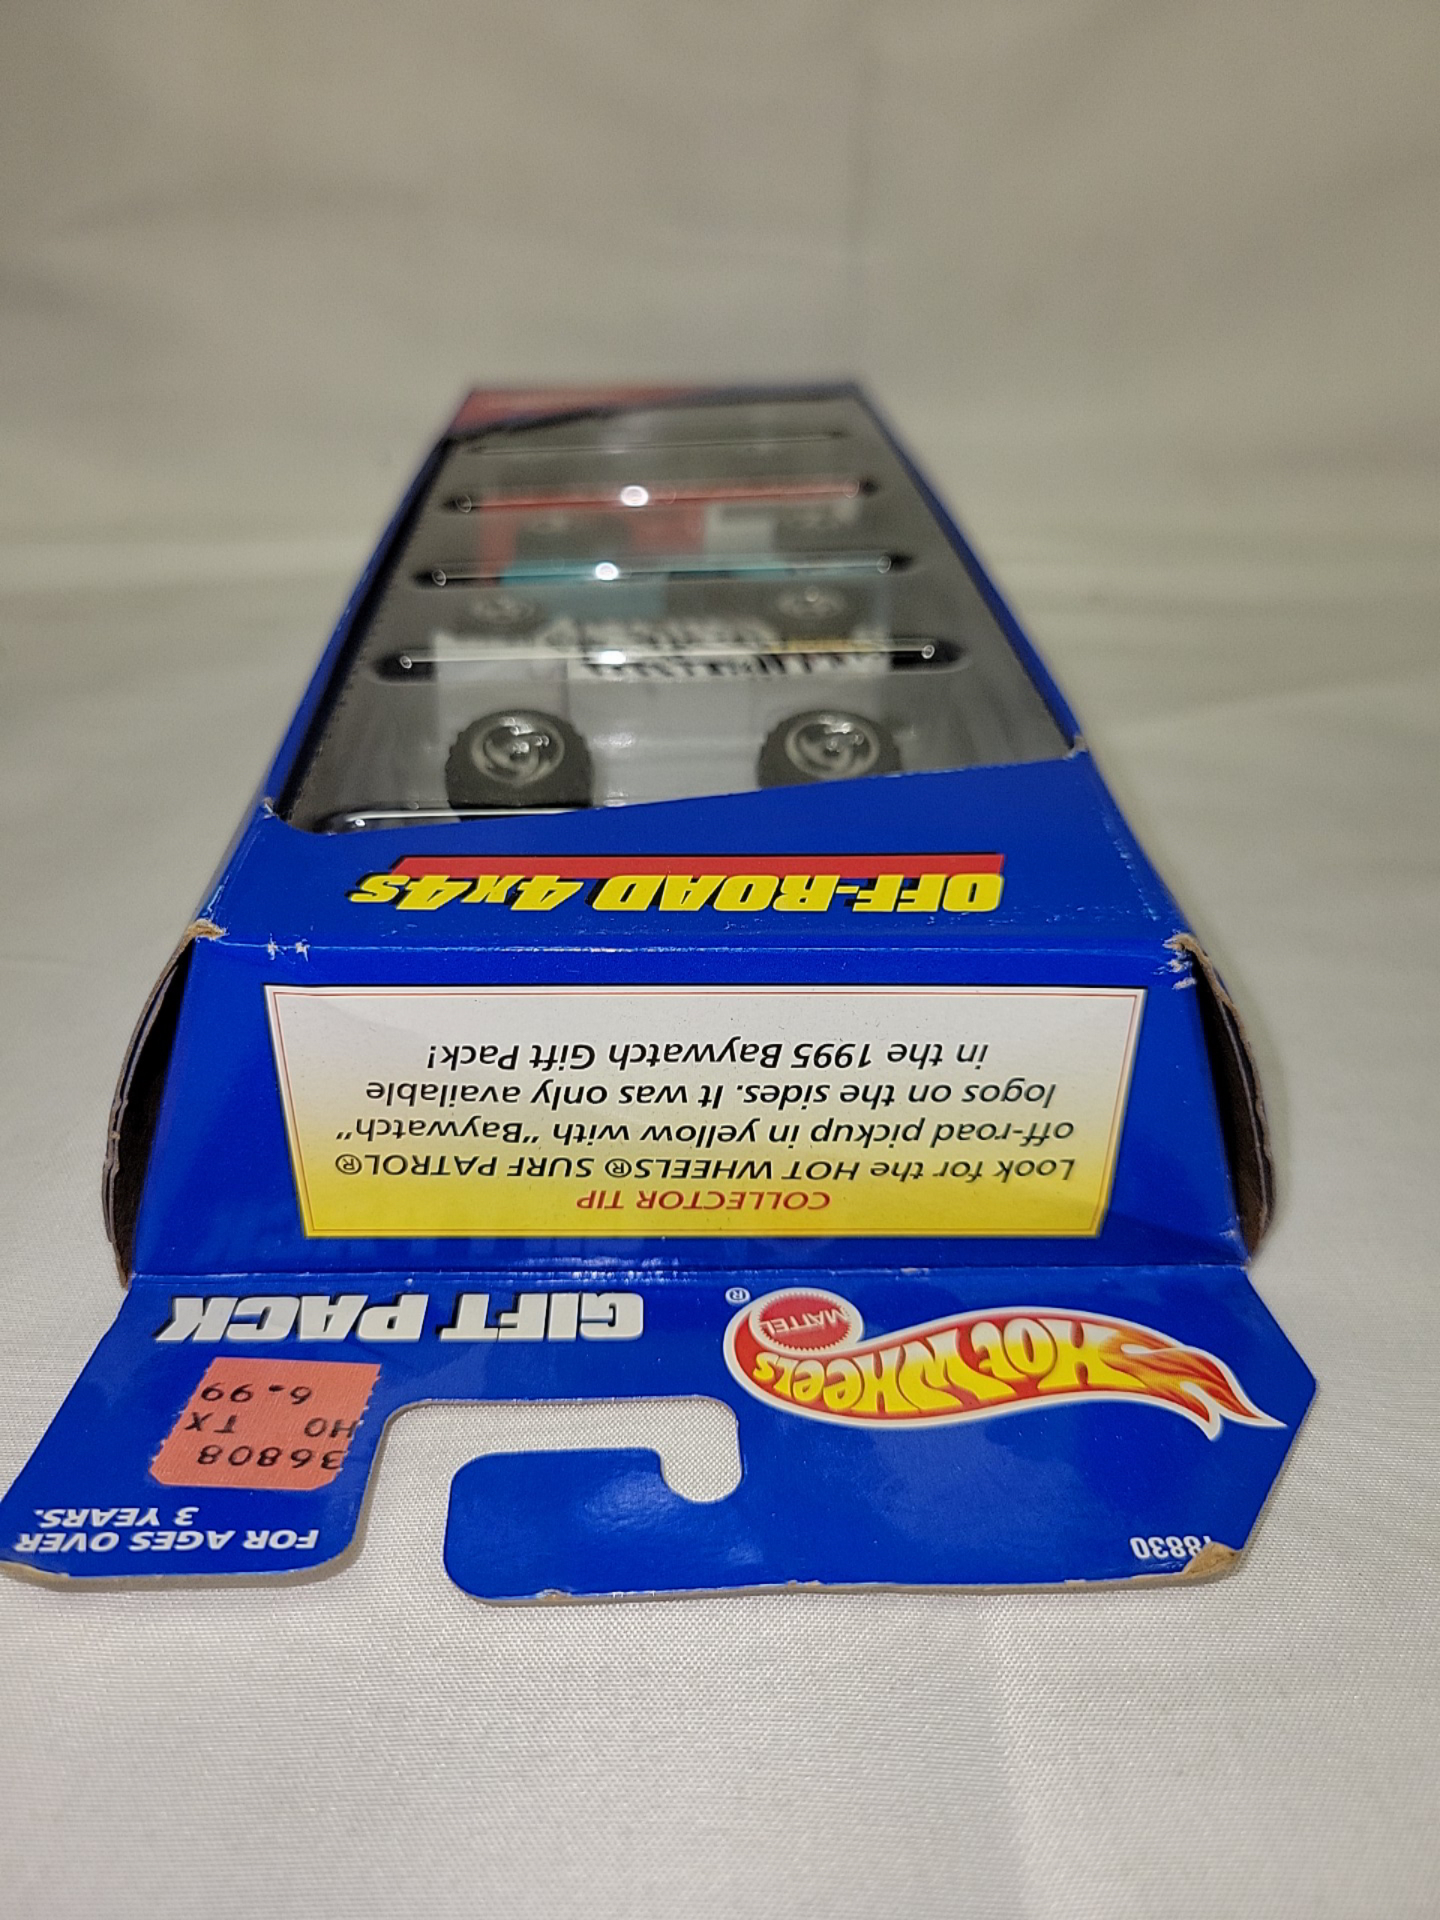 18830
FOR AGES OVER
3 YEARS.
36808
HO TX
6.99
HOT WHEELS
MATTEL
®
GIFT PACK
COLLECTOR TIP
Look for the HOT WHEELS® SURF PATROL®
off-road pickup in yellow with "Baywatch"
logos on the sides. It was only available
in the 1995 Baywatch Gift Pack!
OFF-ROAD 4x4s